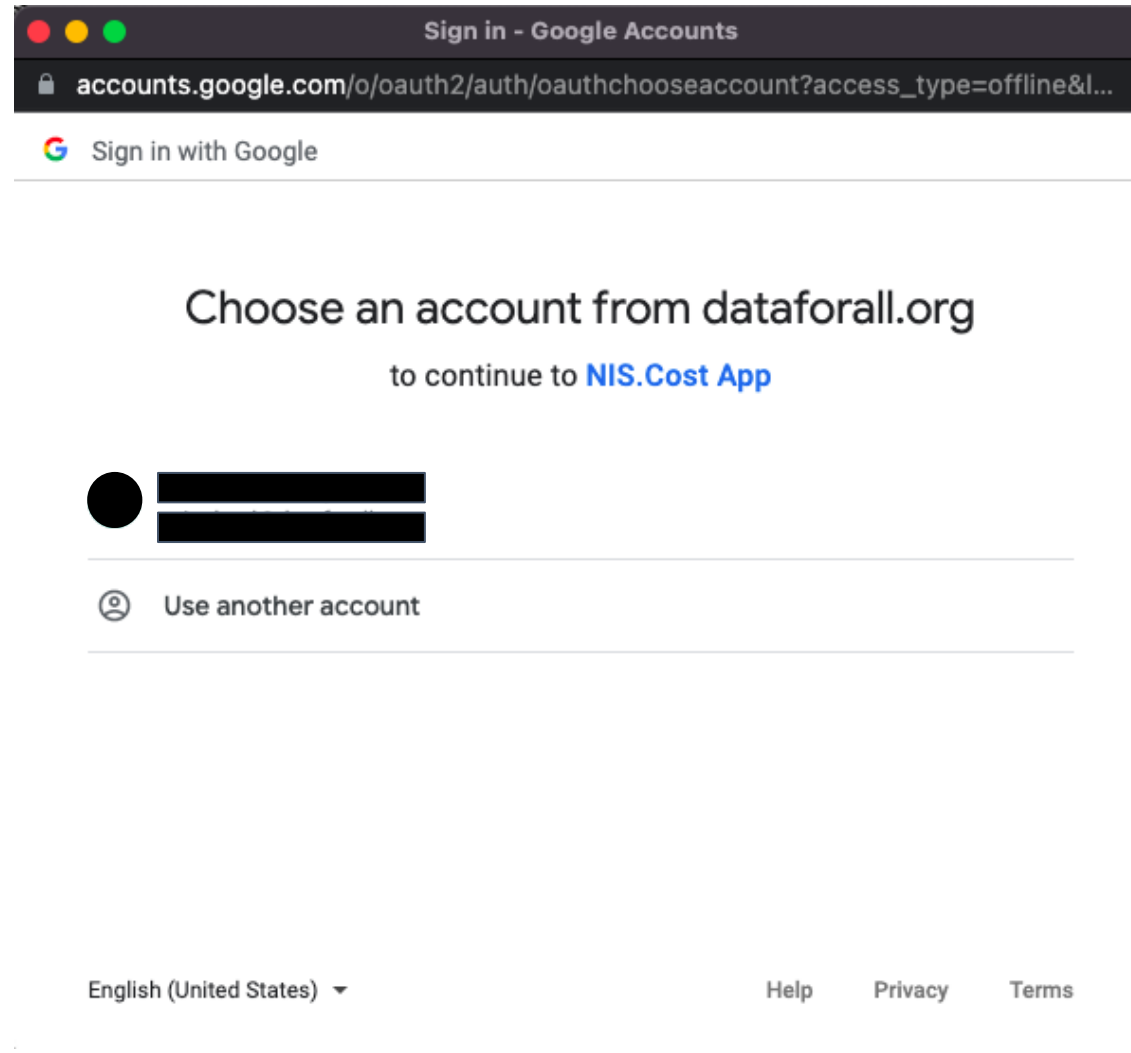 Sign in - Google Accounts
accounts.google.com/o/oauth2/auth/oauthchooseaccount?access_type=offline&l...
Sign in with Google
Choose an account from dataforall.org
to continue to NIS.Cost App
Use another account
English (United States) Help Privacy Terms